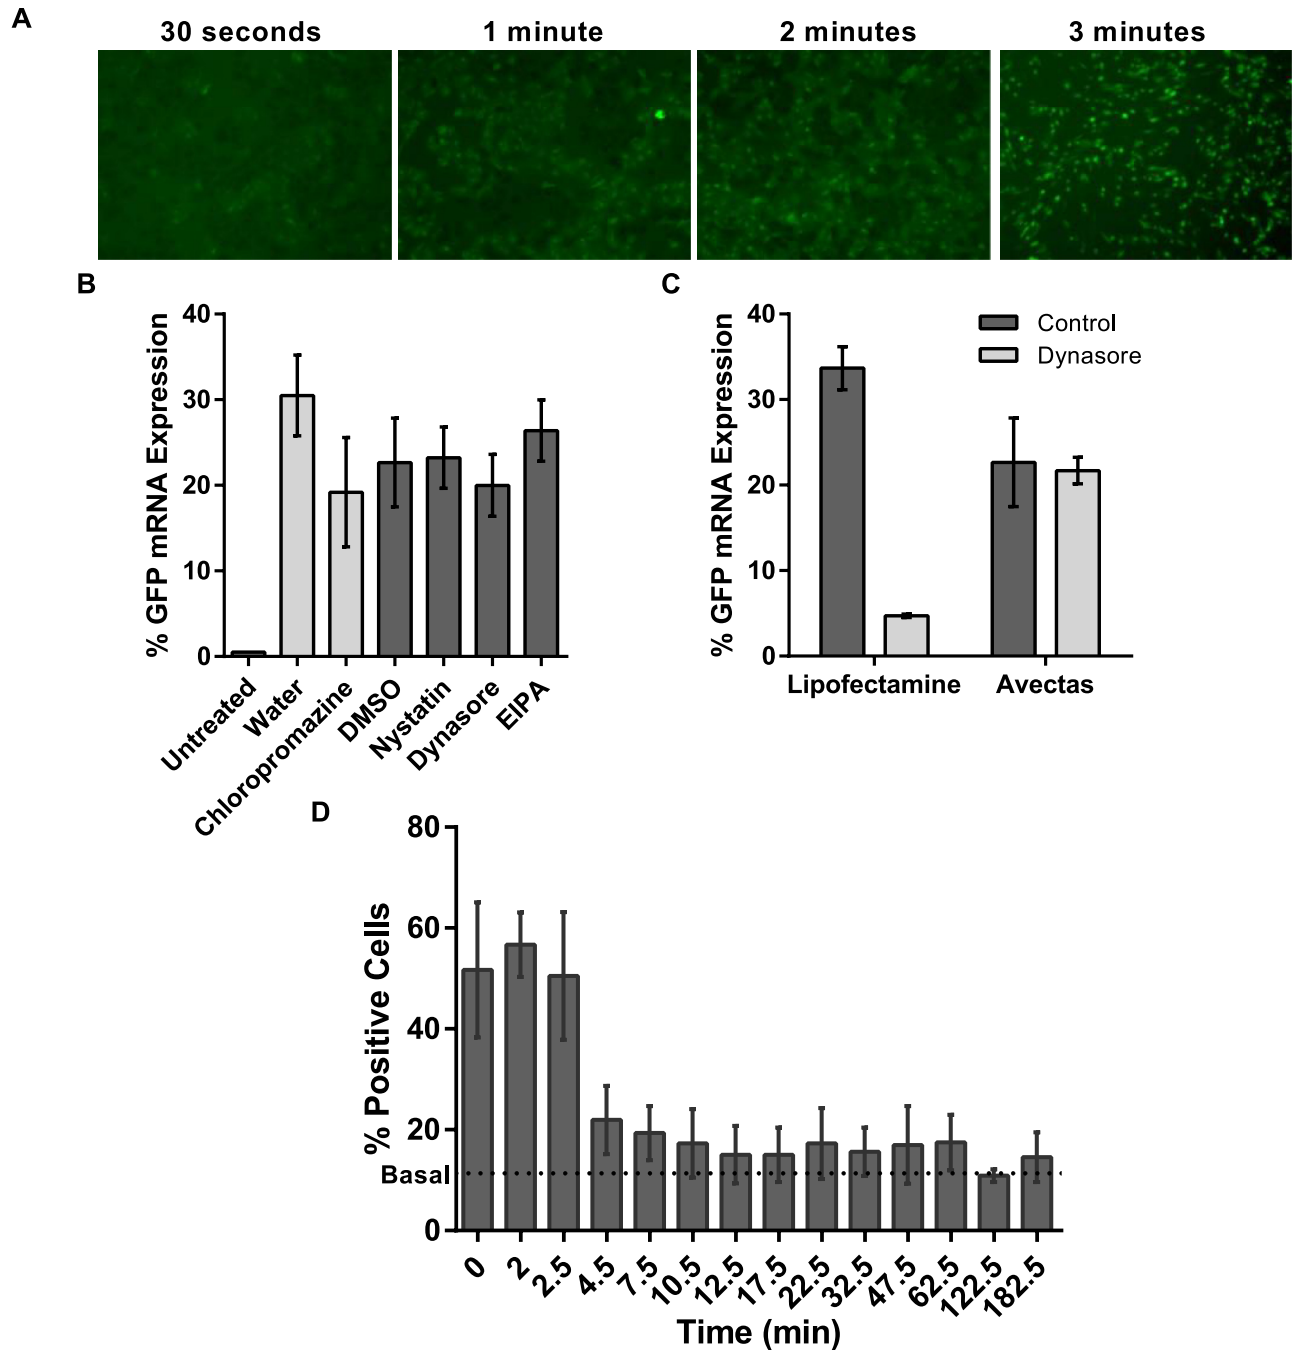 A
30 seconds
1 minute
2 minutes
3 minutes
B
% GFP mRNA Expression
40
30
20
10
0
Untreated
Water
Chloropromazine
DMSO
Nystatin
Dynasore
EIPA
C
% GFP mRNA Expression
40
30
20
10
0
Control
Dynasore
Lipofectamine
Avectas
D
% Positive Cells
80
60
40
20
Basal
0
0
2
2.5
4.5
7.5
10.5
12.5
17.5
22.5
32.5
47.5
62.5
122.5
182.5
Time (min)